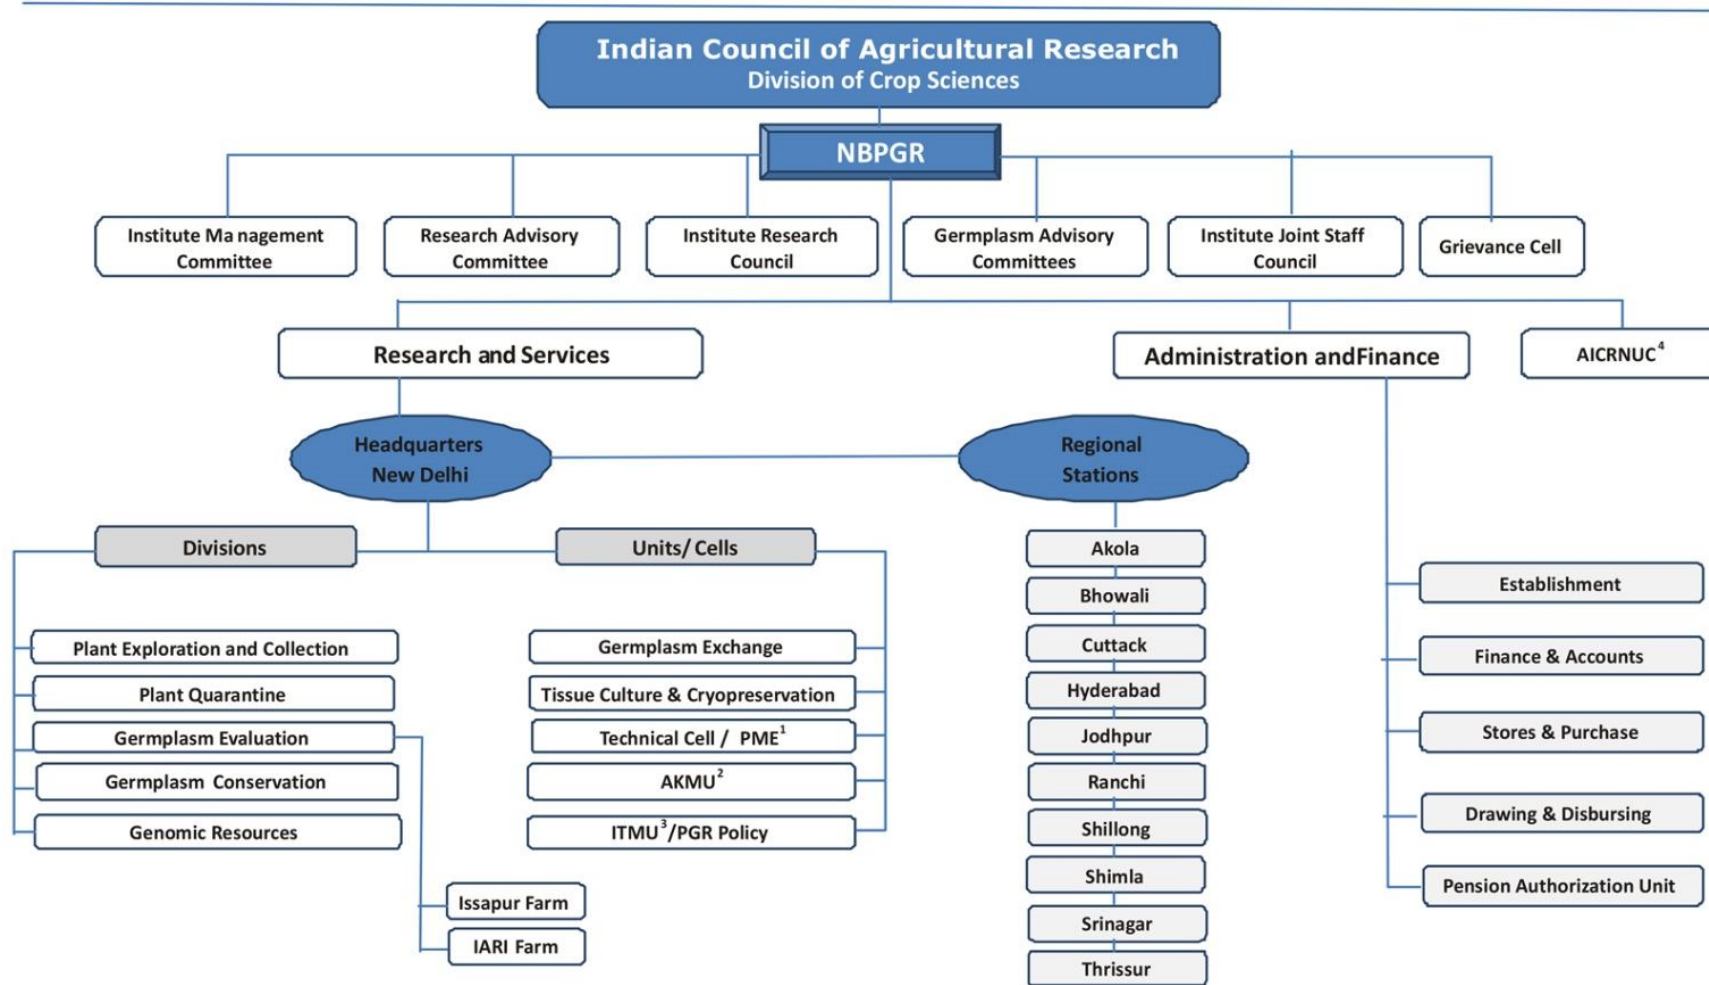 Indian Council of Agricultural Research
Division of Crop Sciences
NBPGR
Institute Management
Committee
Research Advisory
Committee
Institute Research
Council
Germplasm Advisory
Committees
Institute Joint Staff
Council
Grievance Cell
Research and Services
Administration andFinance
AICRNUC⁴
Headquarters
New Delhi
Regional
Stations
Divisions
Units/ Cells
Plant Exploration and Collection
Plant Quarantine
Germplasm Evaluation
Germplasm Conservation
Genomic Resources
Issapur Farm
IARI Farm
Germplasm Exchange
Tissue Culture & Cryopreservation
Technical Cell / PME¹
AKMU²
ITMU³/PGR Policy
Akola
Bhowali
Cuttack
Hyderabad
Jodhpur
Ranchi
Shillong
Shimla
Srinagar
Thrissur
Establishment
Finance & Accounts
Stores & Purchase
Drawing & Disbursing
Pension Authorization Unit